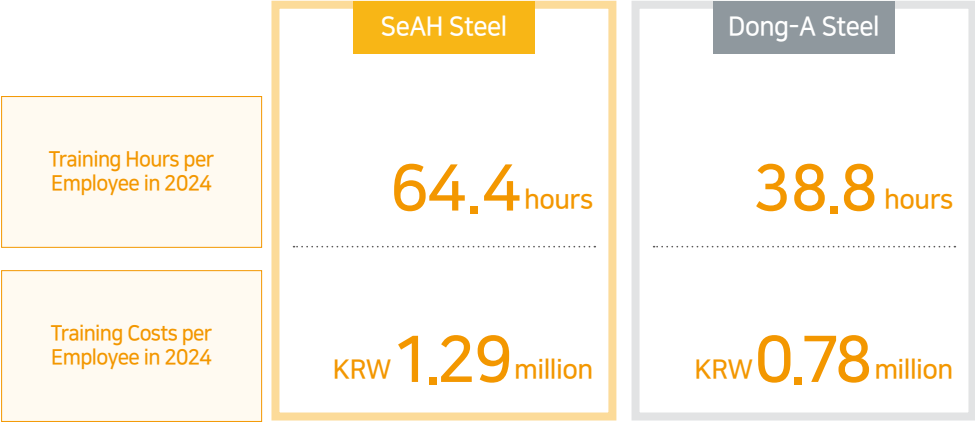 SeAH Steel
Dong-A Steel
Training Hours per
Employee in 2024
64.4 hours
38.8 hours
Training Costs per
Employee in 2024
KRW 1.29 million
KRW 0.78 million